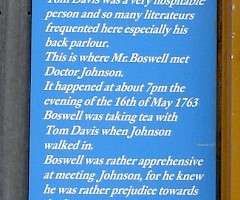 Tom Davis was a very hospitable
person and so many literateurs
frequented here especially his
back parlour.
This is where Mr. Boswell met
Doctor Johnson.
It happened at about 7pm the
evening of the 16th of May 1763
Boswell was taking tea with
Tom Davis when Johnson
walked in.
Boswell was rather apprehensive
at meeting Johnson, for he knew
he was rather prejudice towards